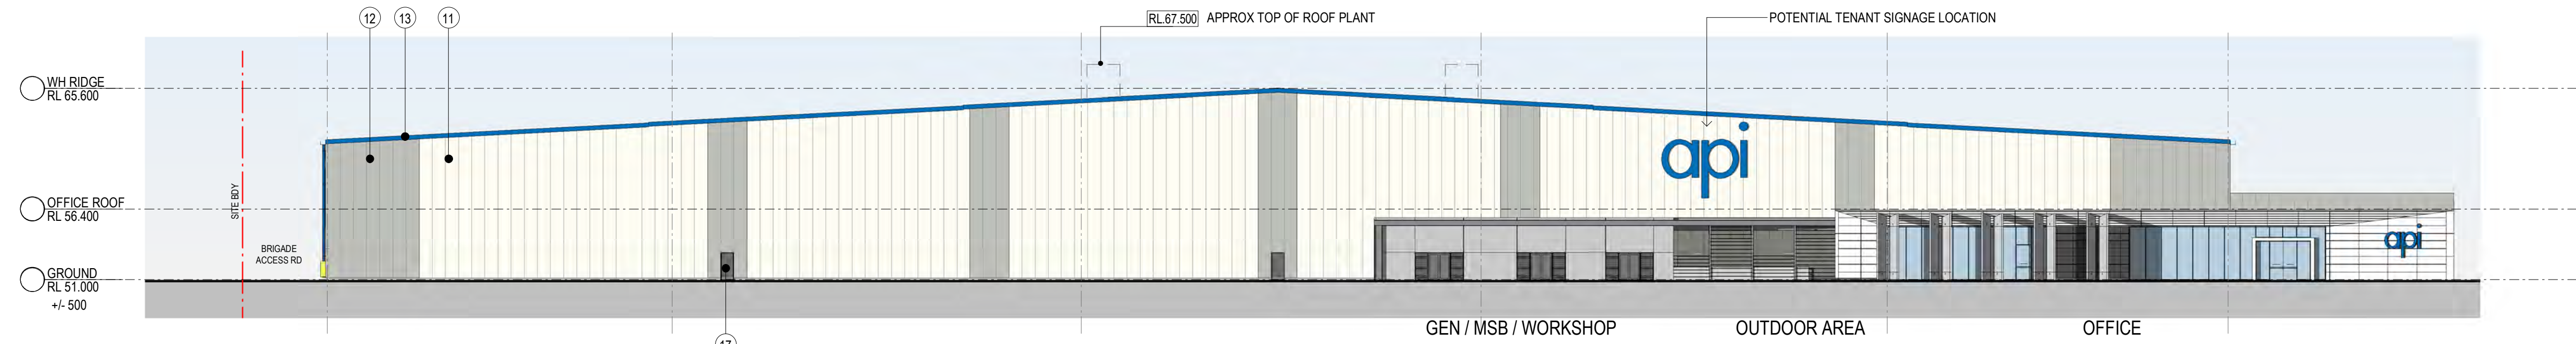 12
13
11
RL.67.500 APPROX TOP OF ROOF PLANT
POTENTIAL TENANT SIGNAGE LOCATION
WH RIDGE
RL 65.600
api
OFFICE ROOF
RL 56.400
SITE BDY
api
BRIGADE
ACCESS RD
GROUND
RL 51.000
+/- 500
GEN / MSB / WORKSHOP
OUTDOOR AREA
OFFICE
17